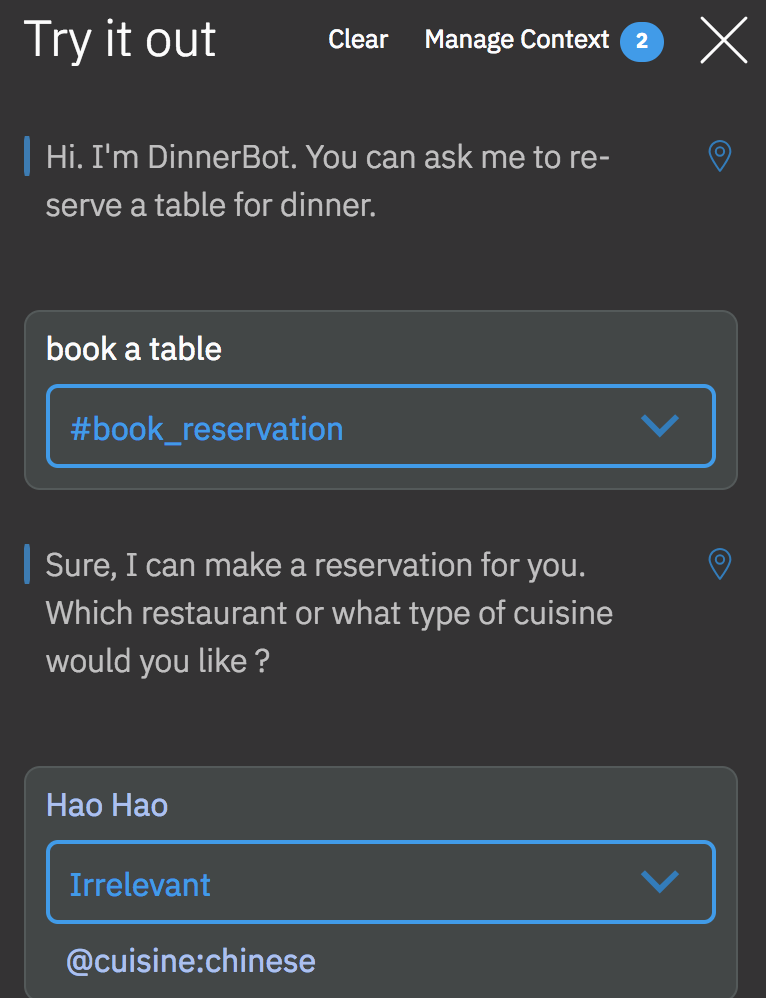 Try it out Clear Manage Context 2
Hi. I'm DinnerBot. You can ask me to re-
serve a table for dinner.
book a table
#book_reservation
Sure, I can make a reservation for you.
Which restaurant or what type of cuisine
would you like ?
Hao Hao
Irrelevant
@cuisine:chinese